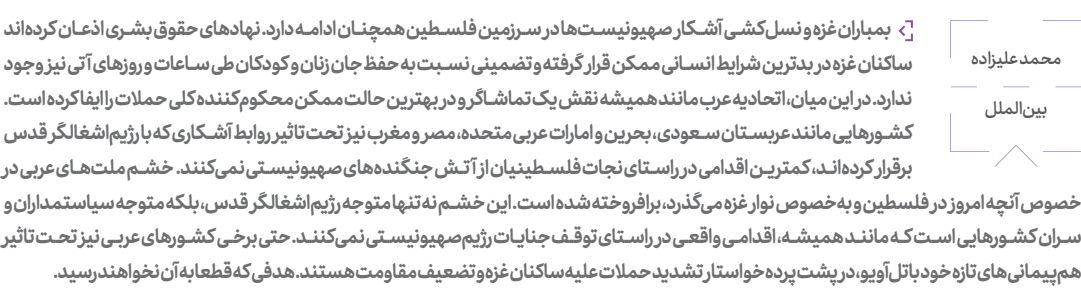 محمد علیزاده
بین‌الملل
بمباران غزه و نسل‌کشی آشکار صهیونیست‌ها در سرزمین فلسطین همچنان ادامه دارد. نهادهای حقوق بشری اذعان کرده‌اند
ساکنان غزه در بدترین شرایط انسانی ممکن قرار گرفته و تضمینی نسبت به حفظ جان زنان و کودکان طی ساعات و روزهای آتی نیز وجود
ندارد. در این میان، اتحادیه عرب مانند همیشه نقش یک تماشاگر و در بهترین حالت ممکن محکوم‌کننده کلی حملات را ایفا کرده است.
کشورهایی مانند عربستان سعودی، بحرین و امارات عربی متحده، مصر و مغرب نیز تحت تاثیر روابط آشکاری که با رژیم اشغالگر قدس
برقرار کرده‌اند، کمترین اقدامی در راستای نجات فلسطینیان از آتش جنگنده‌های صهیونیستی نمی‌کنند. خشم ملت‌های عربی در
خصوص آنچه امروز در فلسطین و به‌خصوص نوار غزه می‌گذرد، برافروخته شده است. این خشم نه تنها متوجه رژیم اشغالگر قدس، بلکه متوجه سیاستمداران و
سران کشورهایی است که مانند همیشه، اقدامی واقعی در راستای توقف جنایات رژیم صهیونیستی نمی‌کنند. حتی برخی کشورهای عربی نیز تحت تاثیر
هم‌پیمانی‌های تازه خود با تل‌آویو، در پشت پرده خواستار تشدید حملات علیه ساکنان غزه و تضعیف مقاومت هستند. هدفی که قطعا به آن نخواهند رسید.